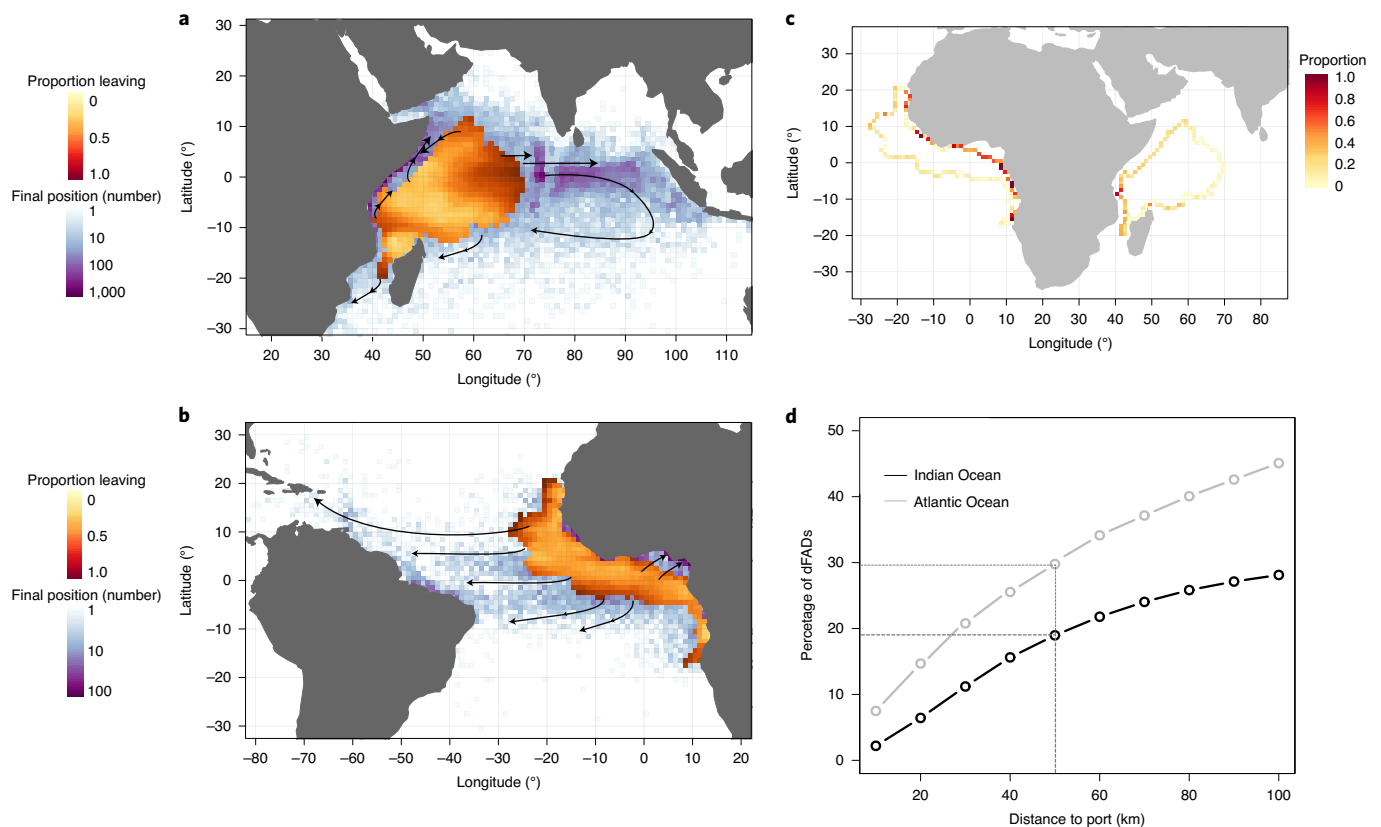 a
Proportion leaving
0
0.5
1.0
Final position (number)
1
10
100
1,000
30
20
10
0
–10
–20
–30
Latitude (°)
20 30 40 50 60 70 80 90 100 110
Longitude (°)
c
Proportion
1.0
0.8
0.6
0.4
0.2
0
30
20
10
0
–10
–20
–30
Latitude (°)
–30 –20 –10 0 10 20 30 40 50 60 70 80
Longitude (°)
b
Proportion leaving
0
0.5
1.0
Final position (number)
1
10
100
30
20
10
0
–10
–20
–30
Latitude (°)
–80 –70 –60 –50 –40 –30 –20 –10 0 10 20
Longitude (°)
d
50
40
30
20
10
0
Percetage of dFADs
Indian Ocean
Atlantic Ocean
20 40 60 80 100
Distance to port (km)